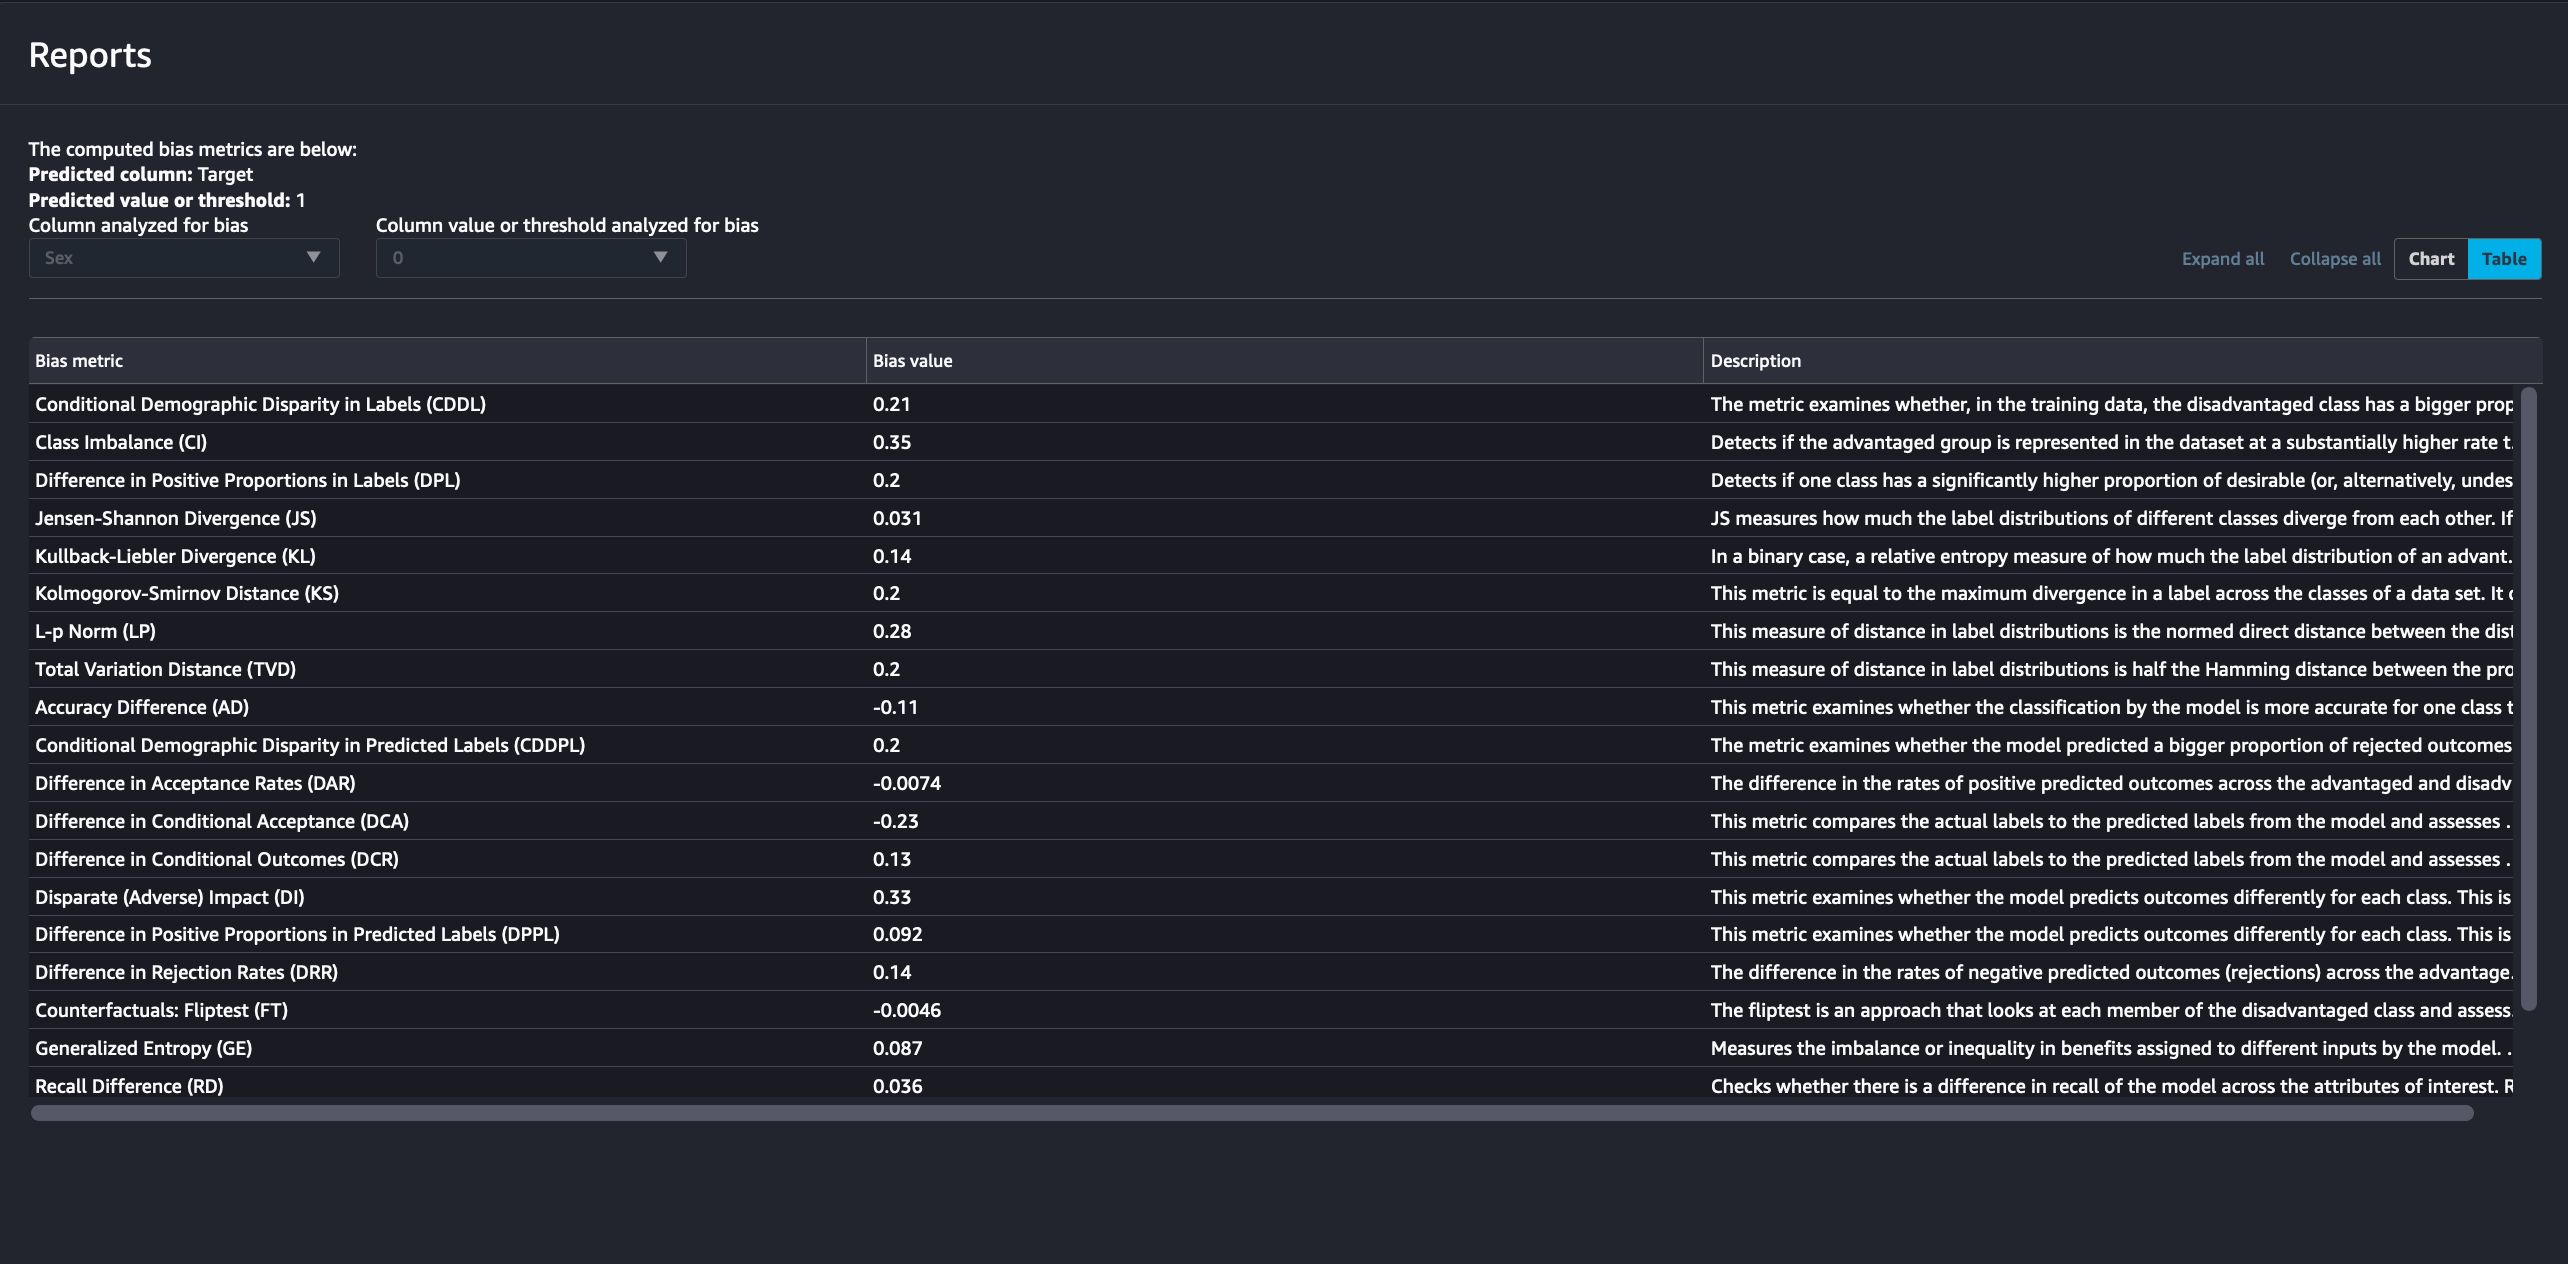 Reports
The computed bias metrics are below:
Predicted column: Target
Predicted value or threshold: 1
Column analyzed for bias Column value or threshold analyzed for bias
Sex 0 Expand all Collapse all Chart Table
Bias metric Bias value Description
Conditional Demographic Disparity in Labels (CDDL) 0.21 The metric examines whether, in the training data, the disadvantaged class has a bigger prop
Class Imbalance (CI) 0.35 Detects if the advantaged group is represented in the dataset at a substantially higher rate t.
Difference in Positive Proportions in Labels (DPL) 0.2 Detects if one class has a significantly higher proportion of desirable (or, alternatively, undes
Jensen-Shannon Divergence (JS) 0.031 JS measures how much the label distributions of different classes diverge from each other. If
Kullback-Liebler Divergence (KL) 0.14 In a binary case, a relative entropy measure of how much the label distribution of an advant.
Kolmogorov-Smirnov Distance (KS) 0.2 This metric is equal to the maximum divergence in a label across the classes of a data set. It c
L-p Norm (LP) 0.28 This measure of distance in label distributions is the normed direct distance between the dist
Total Variation Distance (TVD) 0.2 This measure of distance in label distributions is half the Hamming distance between the pro
Accuracy Difference (AD) -0.11 This metric examines whether the classification by the model is more accurate for one class t
Conditional Demographic Disparity in Predicted Labels (CDDPL) 0.2 The metric examines whether the model predicted a bigger proportion of rejected outcomes
Difference in Acceptance Rates (DAR) -0.0074 The difference in the rates of positive predicted outcomes across the advantaged and disadv
Difference in Conditional Acceptance (DCA) -0.23 This metric compares the actual labels to the predicted labels from the model and assesses .
Difference in Conditional Outcomes (DCR) 0.13 This metric compares the actual labels to the predicted labels from the model and assesses .
Disparate (Adverse) Impact (DI) 0.33 This metric examines whether the model predicts outcomes differently for each class. This is
Difference in Positive Proportions in Predicted Labels (DPPL) 0.092 This metric examines whether the model predicts outcomes differently for each class. This is
Difference in Rejection Rates (DRR) 0.14 The difference in the rates of negative predicted outcomes (rejections) across the advantage.
Counterfactuals: Fliptest (FT) -0.0046 The fliptest is an approach that looks at each member of the disadvantaged class and assess.
Generalized Entropy (GE) 0.087 Measures the imbalance or inequality in benefits assigned to different inputs by the model. .
Recall Difference (RD) 0.036 Checks whether there is a difference in recall of the model across the attributes of interest. R